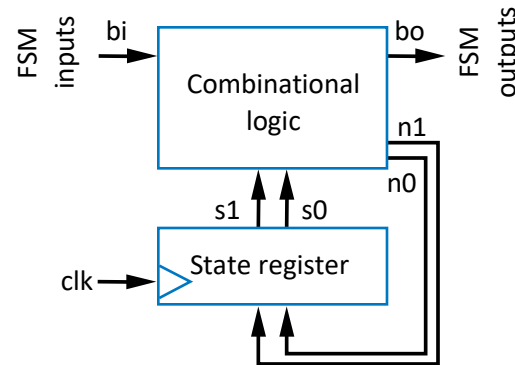 FSM
inputs
bi
bo
FSM
outputs
Combinational
logic
n1
n0
s1
s0
clk
State register